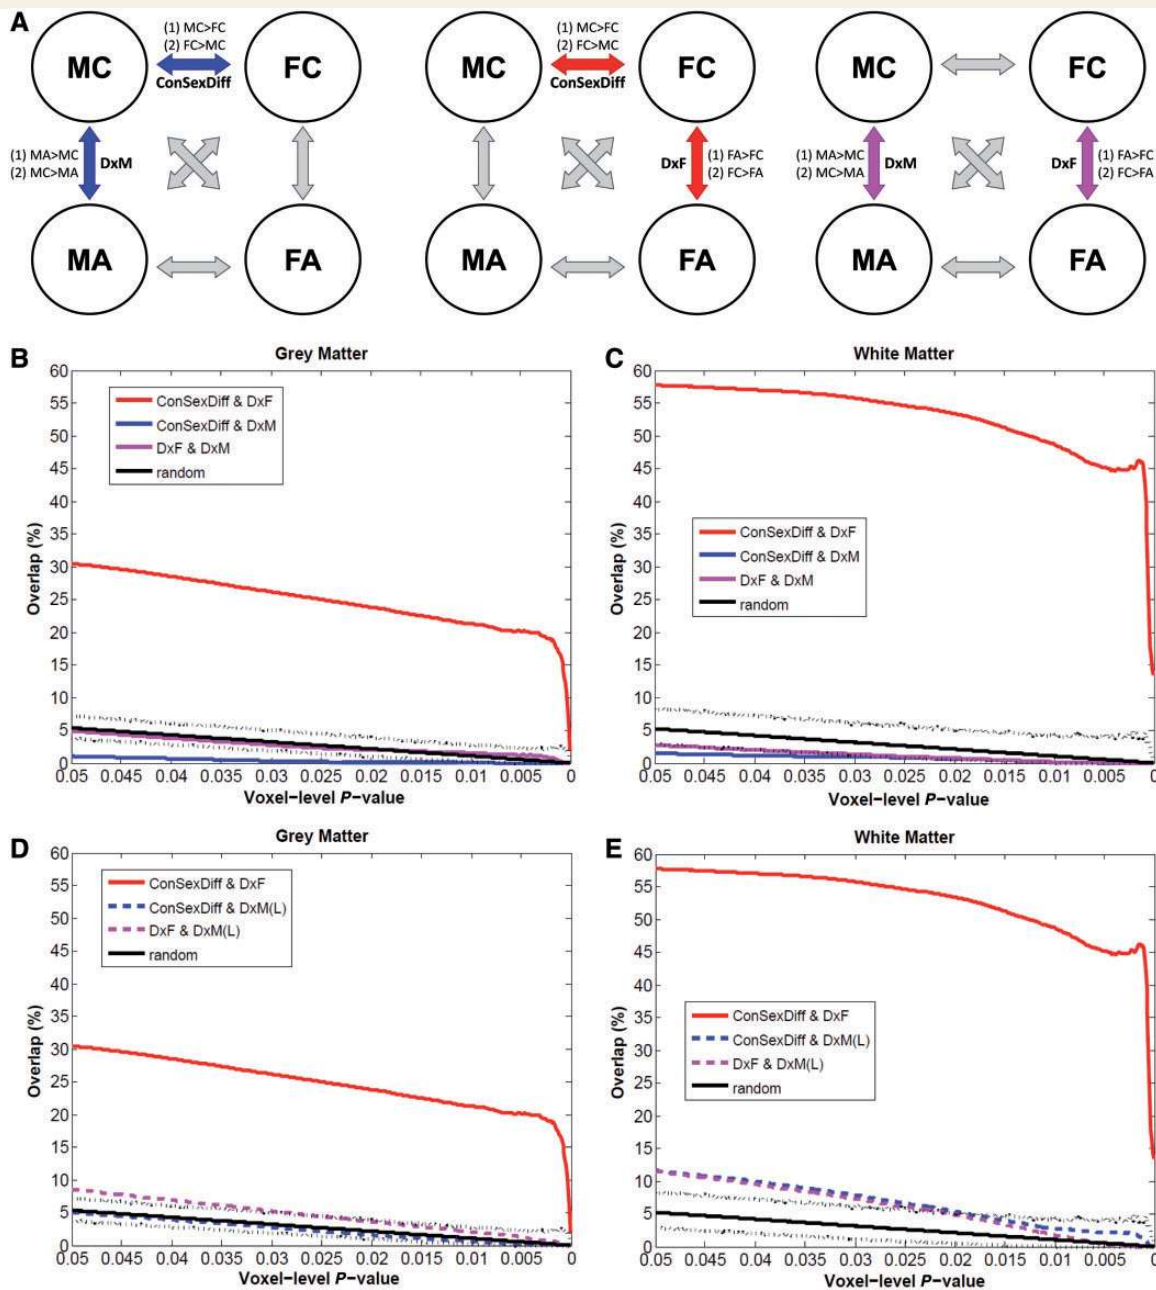 A
(1) MC>FC
(2) FC>MC
MC
FC
ConSexDiff
(1) MA>MC
(2) MC>MA
DxM
MA
FA
(1) MC>FC
(2) FC>MC
MC
FC
ConSexDiff
DxF
(1) FA>FC
(2) FC>FA
MA
FA
MC
FC
(1) MA>MC
(2) MC>MA
DxM
DxF
(1) FA>FC
(2) FC>FA
MA
FA
B
Grey Matter
60
55
50
45
40
35
30
25
20
15
10
5
0
Overlap (%)
ConSexDiff & DxF
ConSexDiff & DxM
DxF & DxM
random
0.05 0.045 0.04 0.035 0.03 0.025 0.02 0.015 0.01 0.005 0
Voxel-level P-value
C
White Matter
60
55
50
45
40
35
30
25
20
15
10
5
0
Overlap (%)
ConSexDiff & DxF
ConSexDiff & DxM
DxF & DxM
random
0.05 0.045 0.04 0.035 0.03 0.025 0.02 0.015 0.01 0.005 0
Voxel-level P-value
D
Grey Matter
60
55
50
45
40
35
30
25
20
15
10
5
0
Overlap (%)
ConSexDiff & DxF
ConSexDiff & DxM(L)
DxF & DxM(L)
random
0.05 0.045 0.04 0.035 0.03 0.025 0.02 0.015 0.01 0.005 0
Voxel-level P-value
E
White Matter
60
55
50
45
40
35
30
25
20
15
10
5
0
Overlap (%)
ConSexDiff & DxF
ConSexDiff & DxM(L)
DxF & DxM(L)
random
0.05 0.045 0.04 0.035 0.03 0.025 0.02 0.015 0.01 0.005 0
Voxel-level P-value